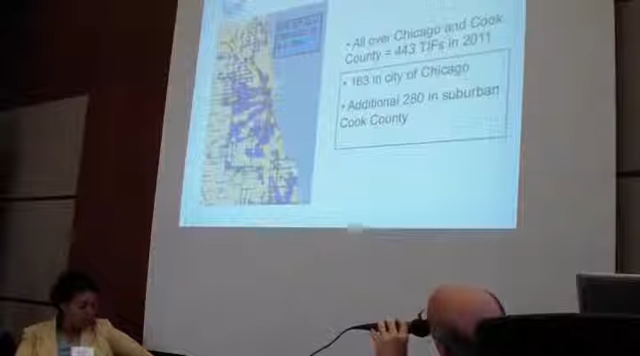 • All over Chicago and Cook
County = 443 TIFs in 2011
• 163 in city of Chicago
• Additional 280 in suburban
Cook County